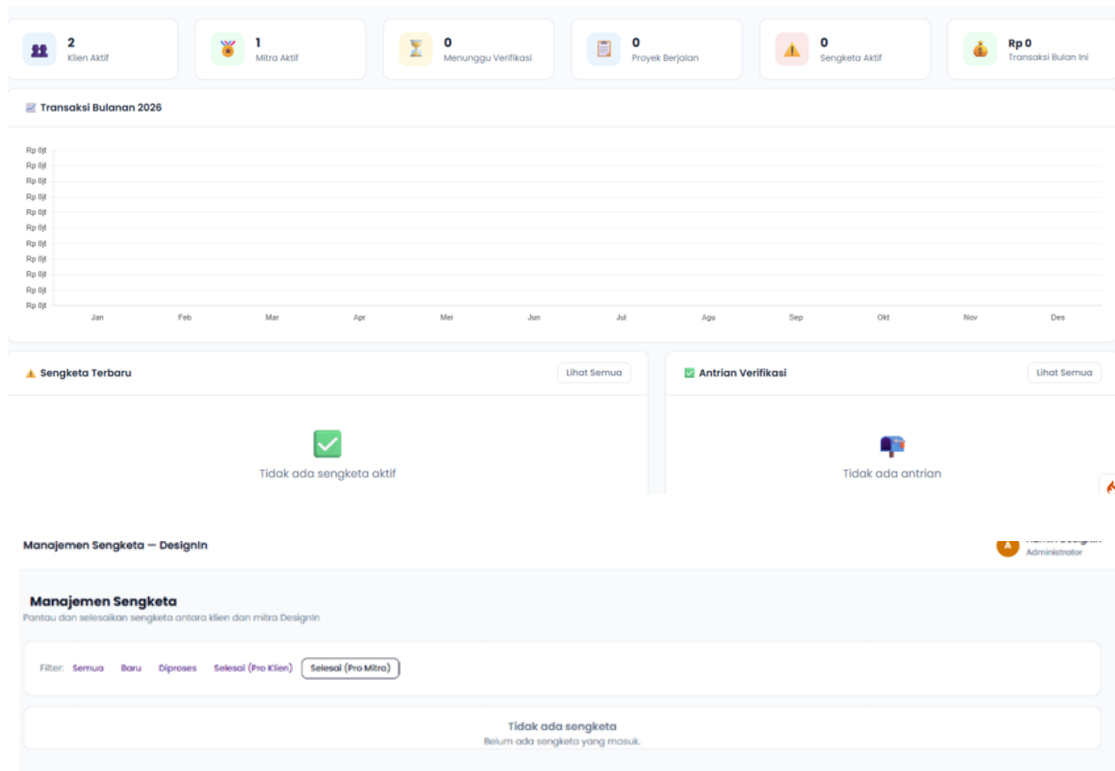 2
Klien Aktif
1
Mitra Aktif
0
Menunggu Verifikasi
0
Proyek Berjalan
0
Sengketa Aktif
Rp 0
Transaksi Bulan Ini
Transaksi Bulanan 2026
Rp 0jt
Rp 0jt
Rp 0jt
Rp 0jt
Rp 0jt
Rp 0jt
Rp 0jt
Rp 0jt
Rp 0jt
Rp 0jt
Rp 0jt
Jan Feb Mar Apr Mei Jun Jul Agu Sep Okt Nov Des
Sengketa Terbaru Lihat Semua
Tidak ada sengketa aktif
Antrian Verifikasi Lihat Semua
Tidak ada antrian
Manajemen Sengketa — DesignIn
A
Administrator
Manajemen Sengketa
Pantau dan selesaikan sengketa antara klien dan mitra DesignIn
Filter: Semua Baru Diproses Selesai (Pro Klien) Selesai (Pro Mitra)
Tidak ada sengketa
Belum ada sengketa yang masuk.